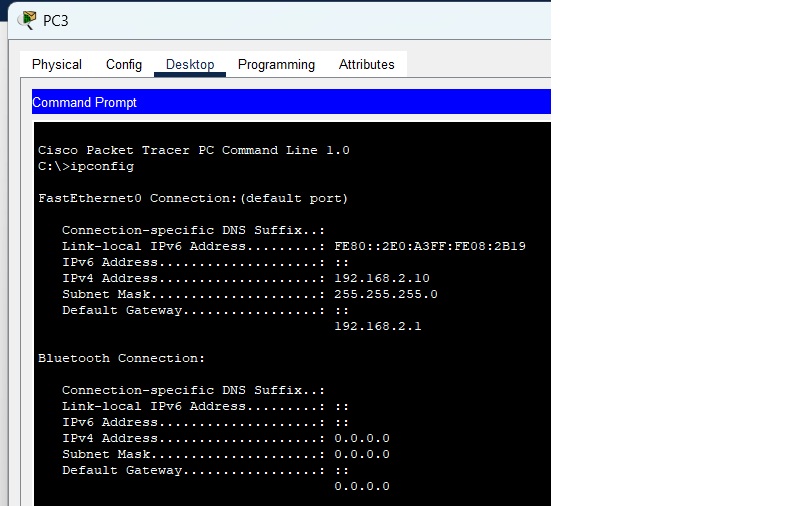 PC3
Physical Config Desktop Programming Attributes
Command Prompt
Cisco Packet Tracer PC Command Line 1.0
C:\>ipconfig
FastEthernet0 Connection:(default port)
Connection-specific DNS Suffix..:
Link-local IPv6 Address.........: FE80::2E0:A3FF:FE08:2B19
IPv6 Address....................: ::
IPv4 Address....................: 192.168.2.10
Subnet Mask.....................: 255.255.255.0
Default Gateway.................: ::
192.168.2.1
Bluetooth Connection:
Connection-specific DNS Suffix..:
Link-local IPv6 Address.........: ::
IPv6 Address....................: ::
IPv4 Address....................: 0.0.0.0
Subnet Mask.....................: 0.0.0.0
Default Gateway.................: ::
0.0.0.0